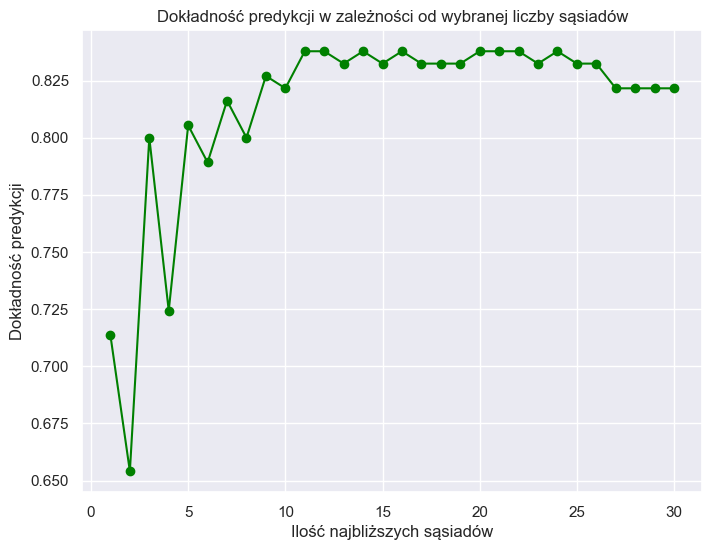 Dokładność predykcji w zależności od wybranej liczby sąsiadów
Dokładność predykcji
0.825
0.800
0.775
0.750
0.725
0.700
0.675
0.650
0 5 10 15 20 25 30
Ilość najbliższych sąsiadów